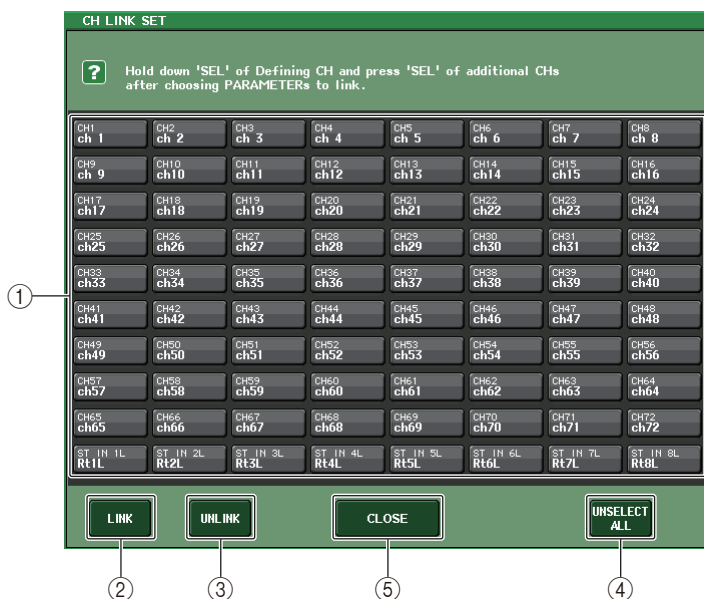 CH LINK SET
? Hold down 'SEL' of Defining CH and press 'SEL' of additional CHs
after choosing PARAMETERs to link.
CH1 CH2 CH3 CH4 CH5 CH6 CH7 CH8
ch 1 ch 2 ch 3 ch 4 ch 5 ch 6 ch 7 ch 8
CH9 CH10 CH11 CH12 CH13 CH14 CH15 CH16
ch 9 ch10 ch11 ch12 ch13 ch14 ch15 ch16
CH17 CH18 CH19 CH20 CH21 CH22 CH23 CH24
ch17 ch18 ch19 ch20 ch21 ch22 ch23 ch24
CH25 CH26 CH27 CH28 CH29 CH30 CH31 CH32
ch25 ch26 ch27 ch28 ch29 ch30 ch31 ch32
CH33 CH34 CH35 CH36 CH37 CH38 CH39 CH40
ch33 ch34 ch35 ch36 ch37 ch38 ch39 ch40
①
CH41 CH42 CH43 CH44 CH45 CH46 CH47 CH48
ch41 ch42 ch43 ch44 ch45 ch46 ch47 ch48
CH49 CH50 CH51 CH52 CH53 CH54 CH55 CH56
ch49 ch50 ch51 ch52 ch53 ch54 ch55 ch56
CH57 CH58 CH59 CH60 CH61 CH62 CH63 CH64
ch57 ch58 ch59 ch60 ch61 ch62 ch63 ch64
CH65 CH66 CH67 CH68 CH69 CH70 CH71 CH72
ch65 ch66 ch67 ch68 ch69 ch70 ch71 ch72
ST IN 1L ST IN 2L ST IN 3L ST IN 4L ST IN 5L ST IN 6L ST IN 7L ST IN 8L
Rt1L Rt2L Rt3L Rt4L Rt5L Rt6L Rt7L Rt8L
LINK UNLINK CLOSE UNSELECT
ALL
② ③ ⑤ ④